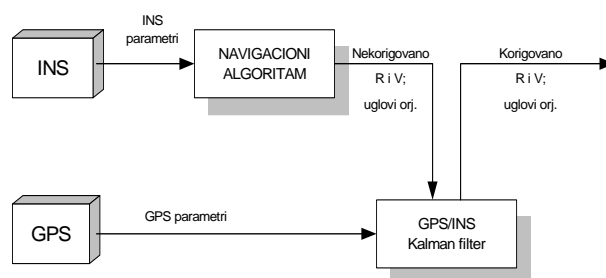 INS
parametri
INS
NAVIGACIONI
ALGORITAM
Nekorigovano
R i V;
uglovi orj.
Korigovano
R i V;
uglovi orj.
GPS
GPS parametri
GPS/INS
Kalman filter